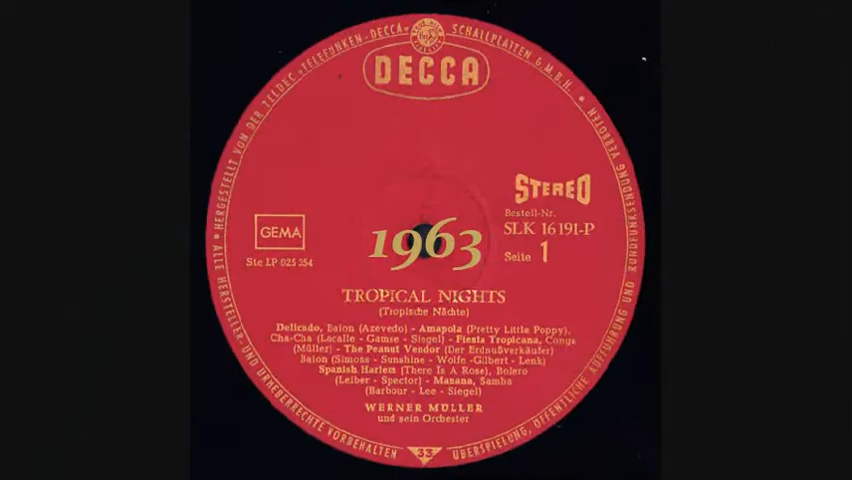 HERGESTELLT VON DER TELDEC »TELEFUNKEN-DECCA« SCHALLPLATTEN G.M.B.H. •
DECCA
STEREO
Bestell-Nr.
SLK 16 191-P
Seite 1
GEMA
Ste LP 025 354
1963
TROPICAL NIGHTS
(Tropische Nächte)
Delicado, Baion (Azevedo) - Amapola (Pretty Little Poppy),
Cha-Cha (Lacalle - Gamse - Siegel) - Fiesta Tropicana, Conga
(Müller) - The Peanut Vendor (Der Erdnußverkäufer)
Baion (Simons - Sunshine - Wolfe -Gilbert - Lenk)
Spanish Harlem (There Is A Rose), Bolero
(Leiber - Spector) - Manana, Samba
(Barbour - Lee - Siegel)
WERNER MÜLLER
und sein Orchester
33
• ALLE HERSTELLER- UND URHEBERRECHTE VORBEHALTEN
ÜBERSPIELUNG, ÖFFENTLICHE AUFFÜHRUNG UND RUNDFUNKSENDUNG VERBOTEN